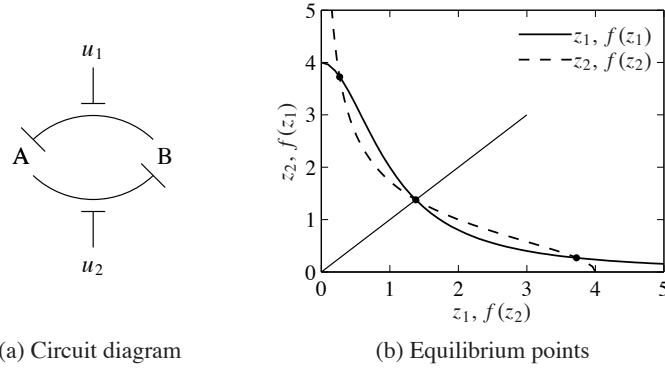 u₁
A
B
u₂
(a) Circuit diagram
5
4
3
2
1
0
z₂, f(z₁)
z₁, f(z₁)
z₂, f(z₂)
0 1 2 3 4 5
z₁, f(z₂)
(b) Equilibrium points